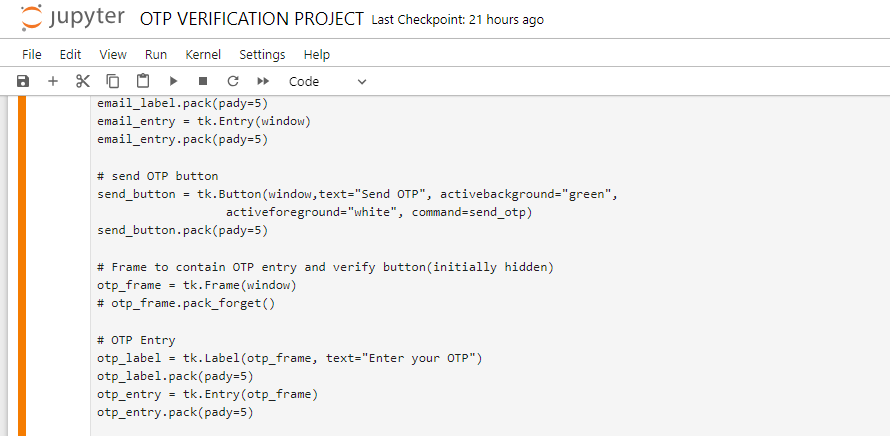 jupyter OTP VERIFICATION PROJECT Last Checkpoint: 21 hours ago
File Edit View Run Kernel Settings Help
Code
email_label.pack(pady=5)
email_entry = tk.Entry(window)
email_entry.pack(pady=5)

# send OTP button
send_button = tk.Button(window,text="Send OTP", activebackground="green",
                  activeforeground="white", command=send_otp)
send_button.pack(pady=5)

# Frame to contain OTP entry and verify button(initially hidden)
otp_frame = tk.Frame(window)
# otp_frame.pack_forget()

# OTP Entry
otp_label = tk.Label(otp_frame, text="Enter your OTP")
otp_label.pack(pady=5)
otp_entry = tk.Entry(otp_frame)
otp_entry.pack(pady=5)